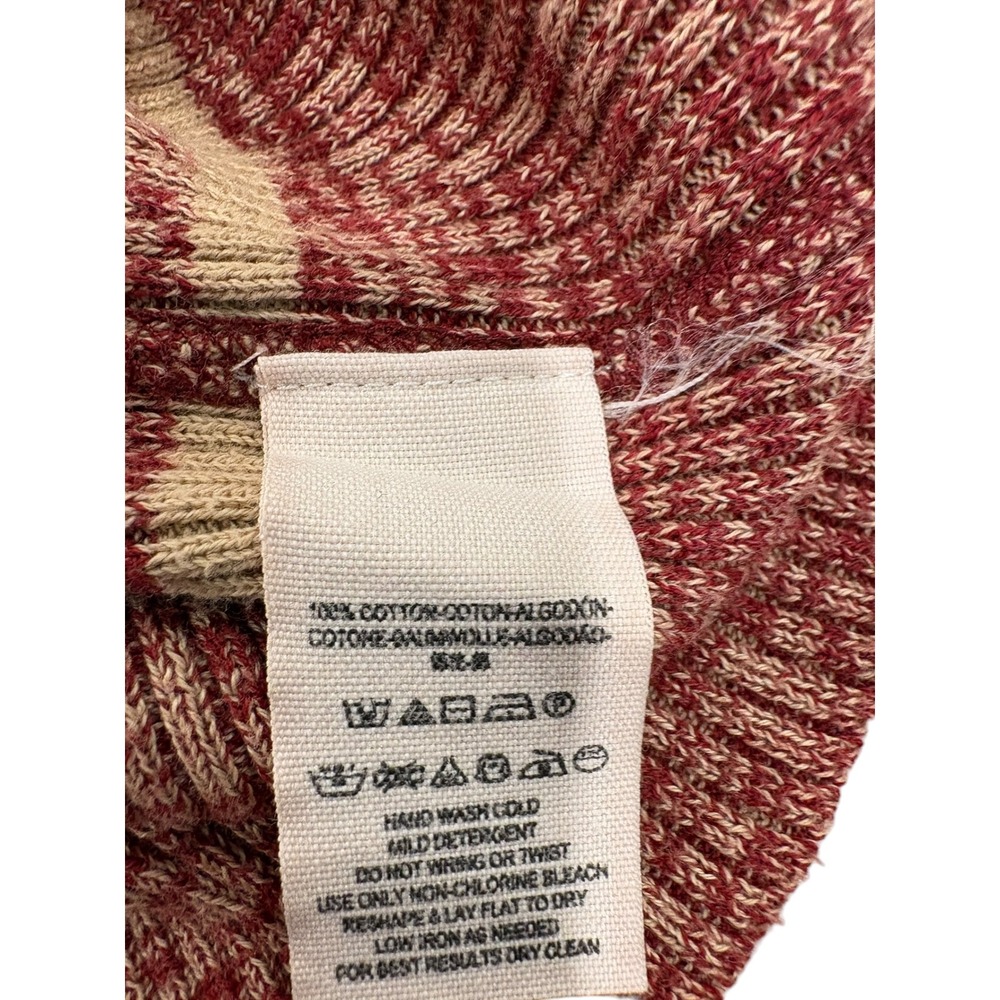 100% COTTON-COTON-ALGODÓN-
COTONE-BAUMWOLLE-ALGODÃO-
HAND WASH COLD
MILD DETERGENT
DO NOT WRING OR TWIST
USE ONLY NON-CHLORINE BLEACH
RESHAPE & LAY FLAT TO DRY
LOW IRON AS NEEDED
FOR BEST RESULTS DRY CLEAN